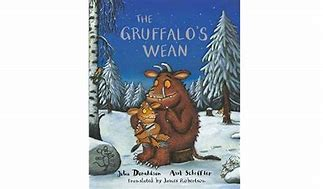 THE
GRUFFALO'S
WEAN
Julia Donaldson Axel Scheffler
Translated by James Robertson